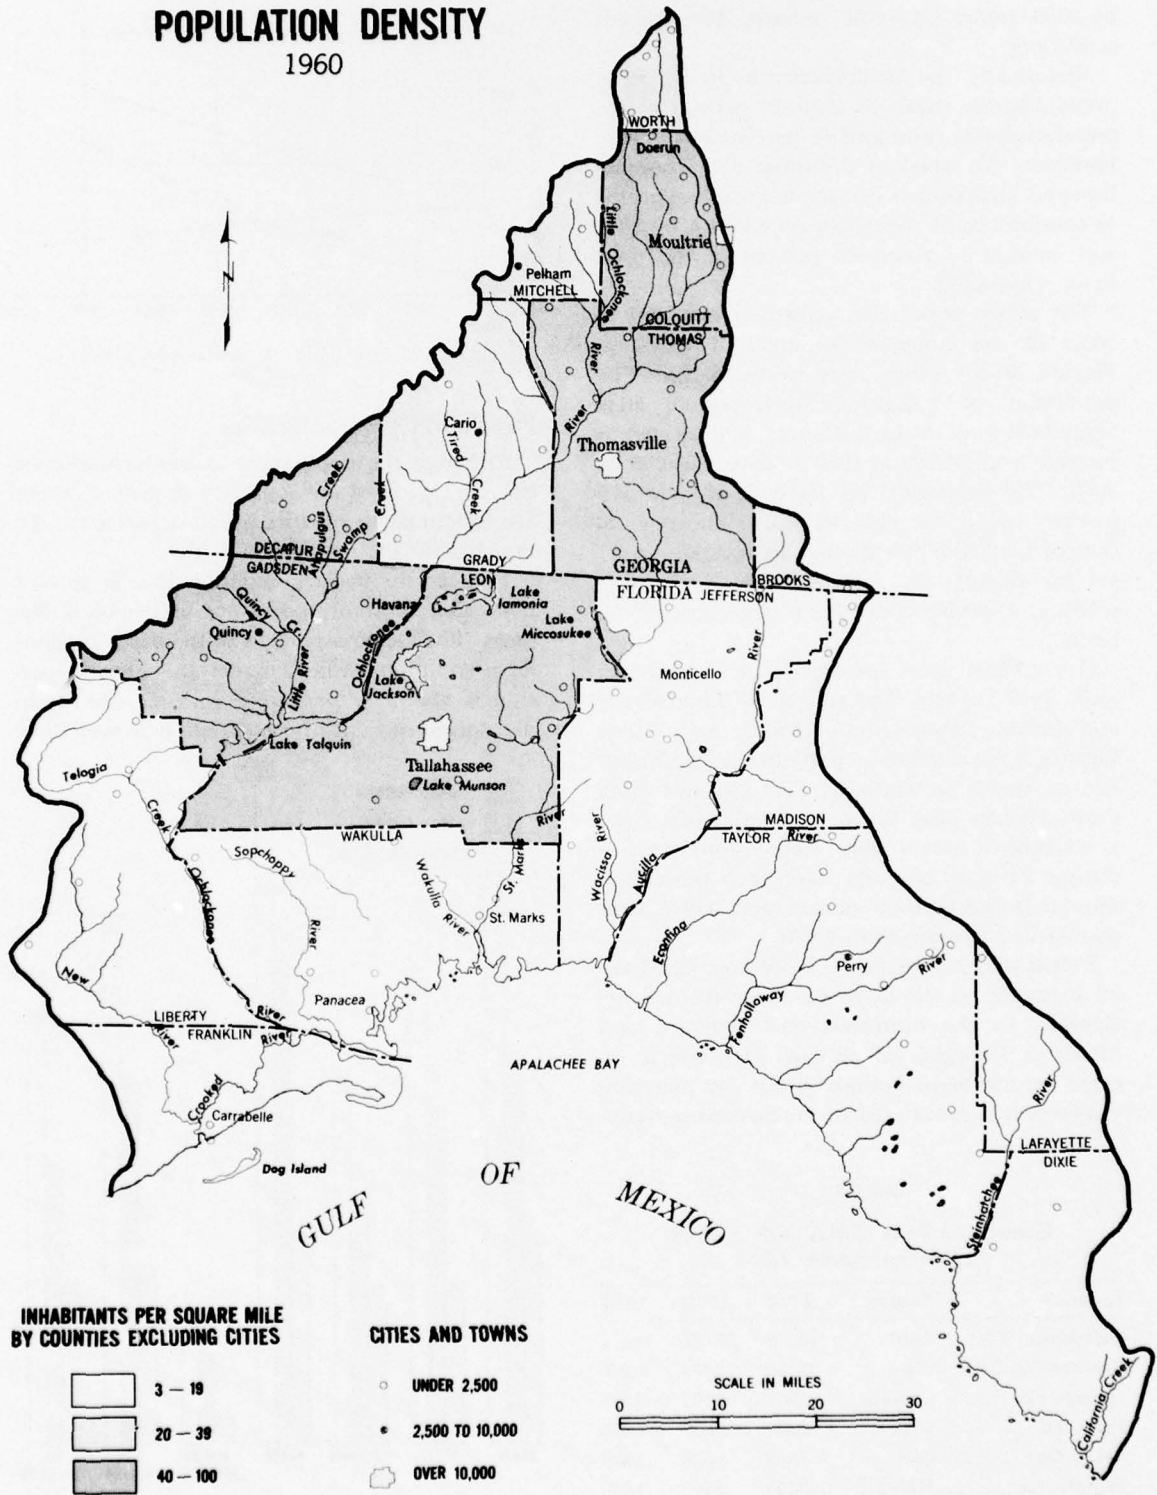 POPULATION DENSITY
1960
WORTH
Doerun
Little Ochlockonee
Moultrie
Pelham
MITCHELL
COLQUITT
THOMAS
River
River
Cario
Tired
Creek
Thomasville
Creek
Attapulgus
Swamp Creek
DECATUR
GADSDEN
GRADY
LEON
GEORGIA
FLORIDA
BROOKS
JEFFERSON
Quincy
Cr.
Havana
Lake
Iamonia
Lake
Miccosukee
Quincy
Ochlockonee
River
Little River
Lake
Jackson
Monticello
Lake Talquin
Tallahassee
Lake Munson
Telogia
Creek
WAKULLA
River
MADISON
TAYLOR
River
Sopchoppy
River
Wakulla
River
St. Marks
Wacissa River
Aucilla
Ochlockonee
St. Marks
Econfina
Perry
River
New
River
Panacea
Fenholloway
LIBERTY
FRANKLIN
River
River
APALACHEE BAY
River
Crooked
Carrabelle
LAFAYETTE
DIXIE
Dog Island
Steinhatchee
GULF
OF
MEXICO
California Creek
INHABITANTS PER SQUARE MILE
BY COUNTIES EXCLUDING CITIES
3 — 19
20 — 39
40 — 100
CITIES AND TOWNS
UNDER 2,500
2,500 TO 10,000
OVER 10,000
SCALE IN MILES
0 10 20 30